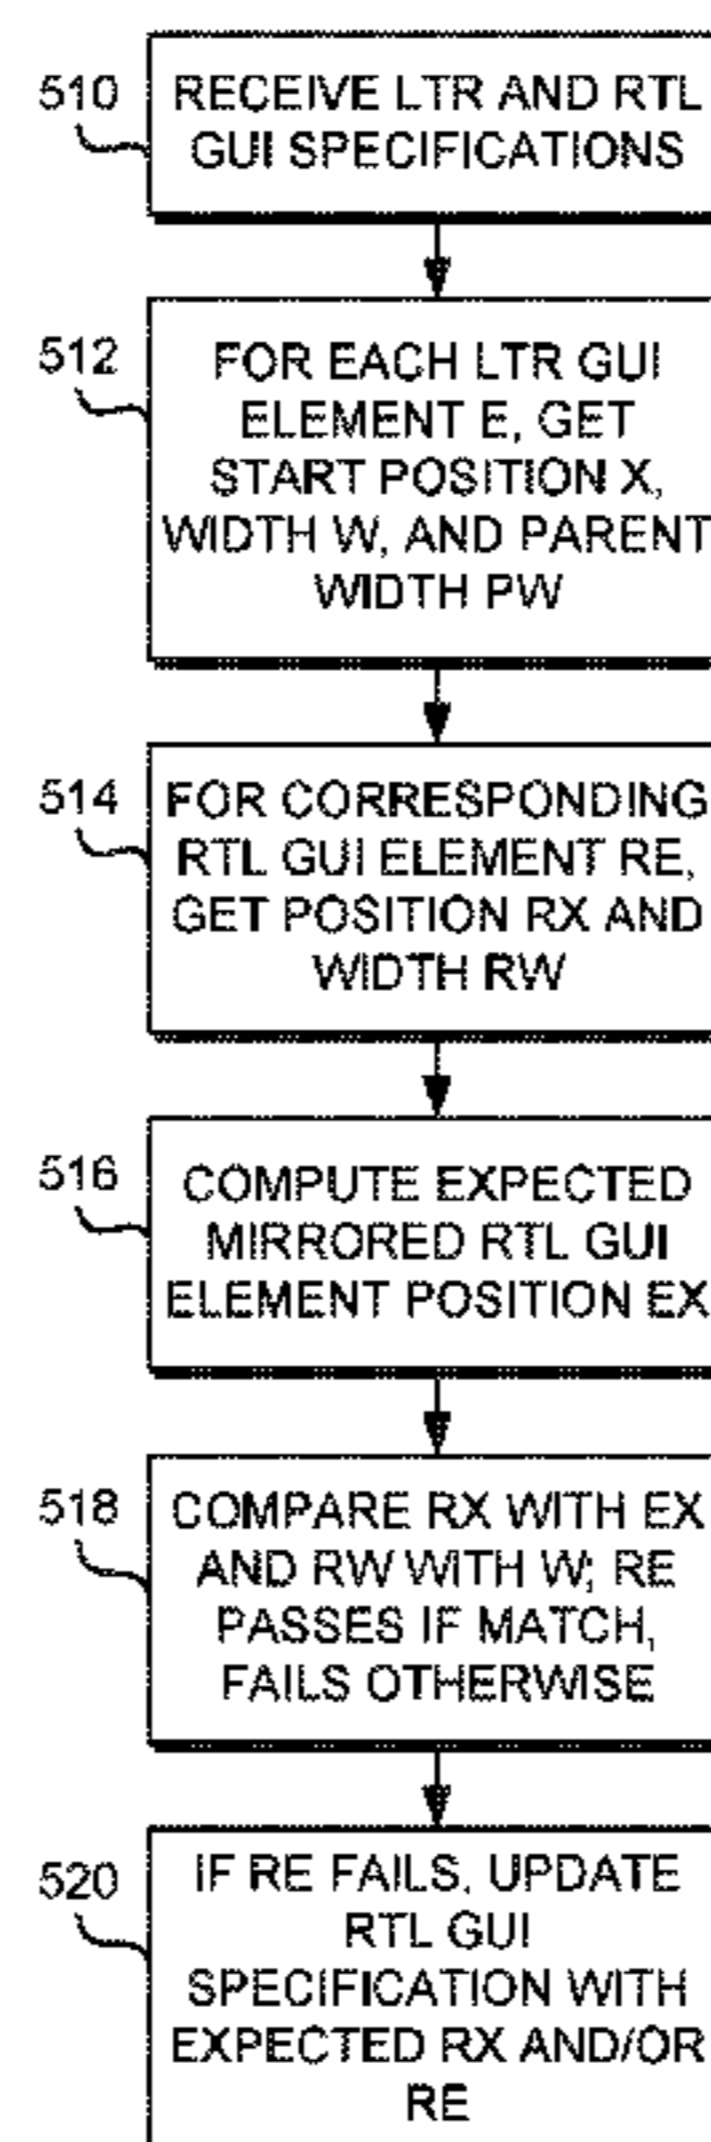 510
RECEIVE LTR AND RTL
GUI SPECIFICATIONS
512
FOR EACH LTR GUI
ELEMENT E, GET
START POSITION X,
WIDTH W, AND PARENT
WIDTH PW
514
FOR CORRESPONDING
RTL GUI ELEMENT RE,
GET POSITION RX AND
WIDTH RW
516
COMPUTE EXPECTED
MIRRORED RTL GUI
ELEMENT POSITION EX
518
COMPARE RX WITH EX
AND RW WITH W; RE
PASSES IF MATCH,
FAILS OTHERWISE
520
IF RE FAILS, UPDATE
RTL GUI
SPECIFICATION WITH
EXPECTED RX AND/OR
RE